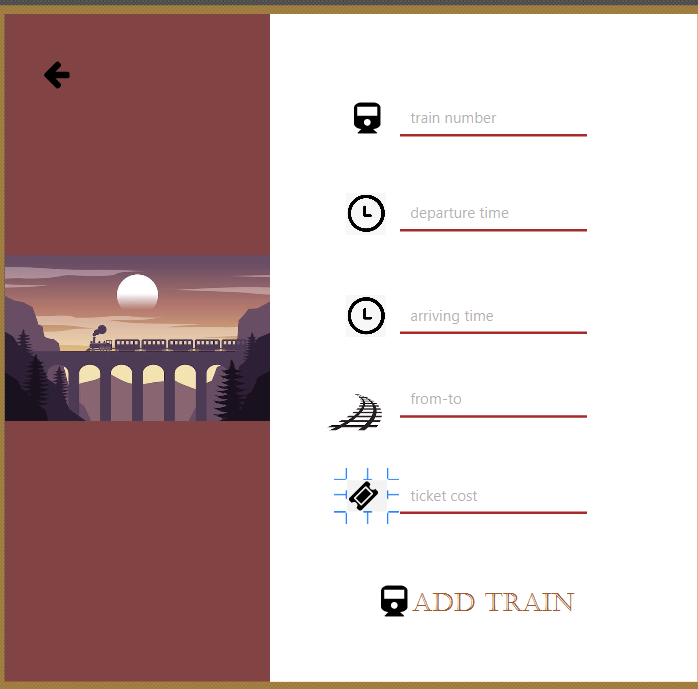 train number
departure time
arriving time
from-to
ticket cost
ADD TRAIN